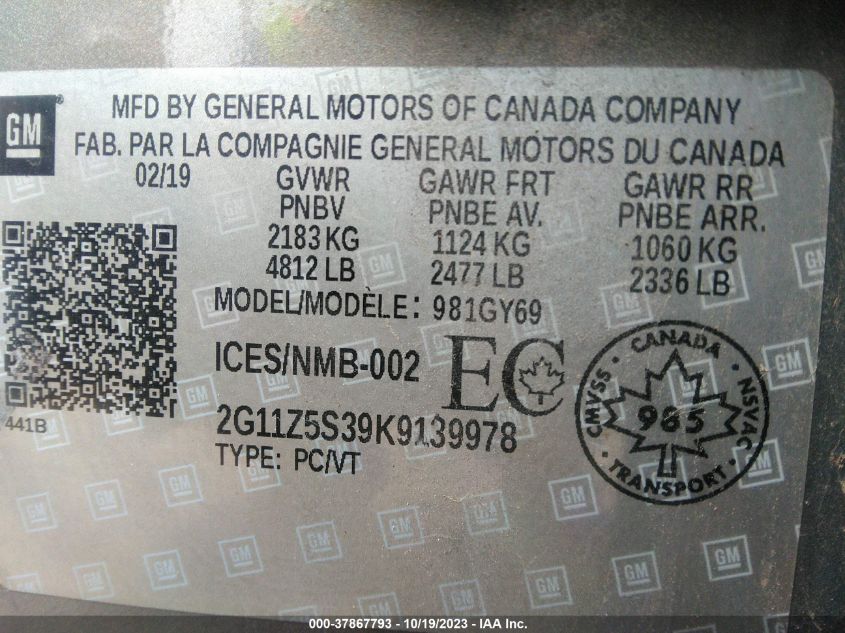 GM
MFD BY GENERAL MOTORS OF CANADA COMPANY
FAB. PAR LA COMPAGNIE GENERAL MOTORS DU CANADA
02/19 GVWR GAWR FRT GAWR RR
PNBV PNBE AV. PNBE ARR.
2183 KG 1124 KG 1060 KG
4812 LB 2477 LB 2336 LB
MODEL/MODÈLE: 981GY69
ICES/NMB-002 EC
CANADA
CMVSS · NSVAC
985
TRANSPORT
441B
2G11Z5S39K9139978
TYPE: PC/VT
000-37867793 - 10/19/2023 - IAA Inc.